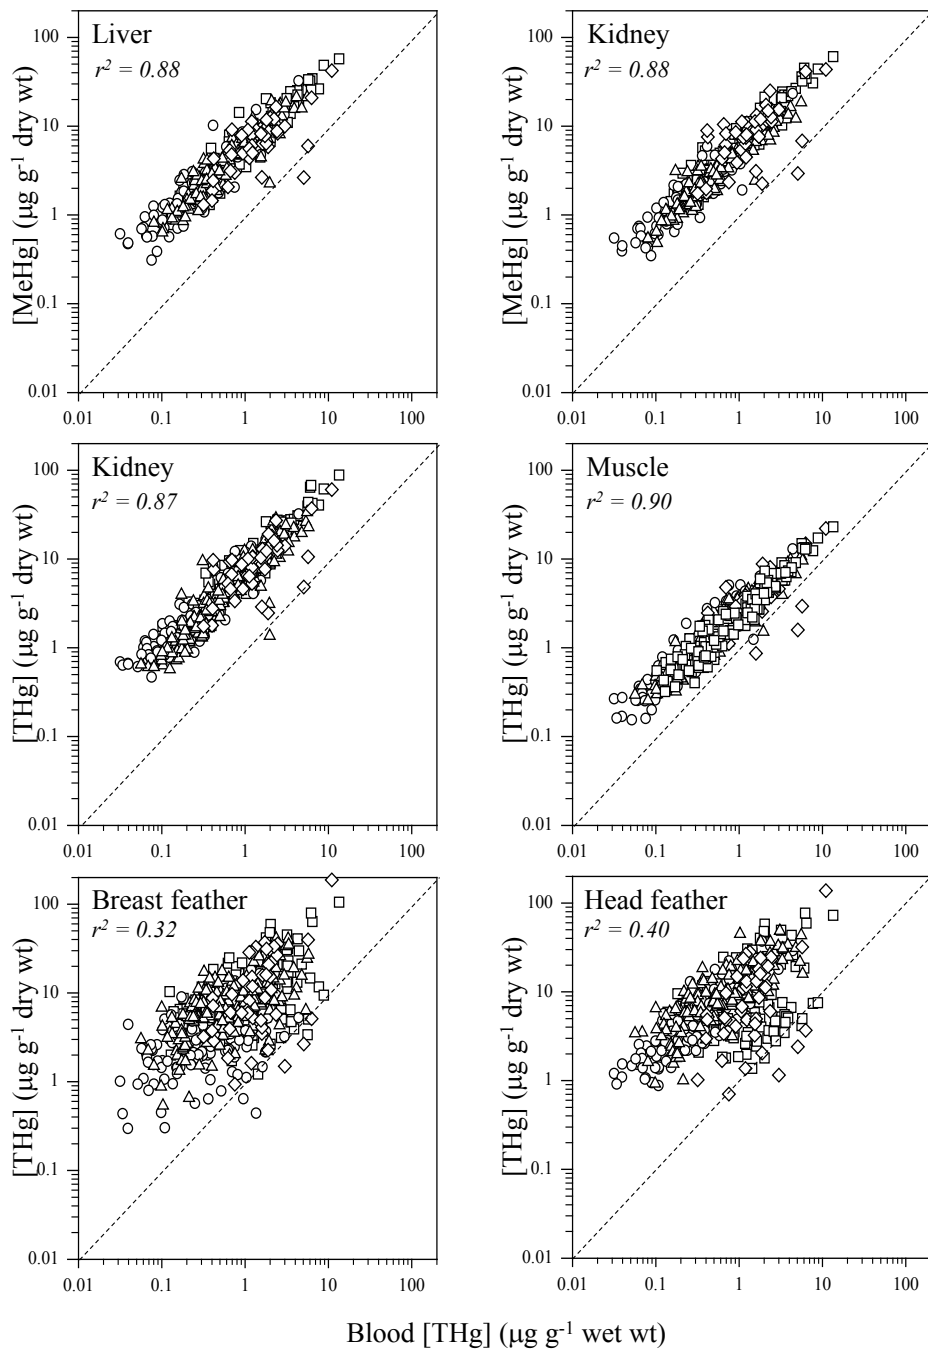 Liver
r² = 0.88
[MeHg] (µg g⁻¹ dry wt)
100
10
1
0.1
0.01
0.01 0.1 1 10 100
Kidney
r² = 0.88
[MeHg] (µg g⁻¹ dry wt)
100
10
1
0.1
0.01
0.01 0.1 1 10 100
Kidney
r² = 0.87
[THg] (µg g⁻¹ dry wt)
100
10
1
0.1
0.01
0.01 0.1 1 10 100
Muscle
r² = 0.90
[THg] (µg g⁻¹ dry wt)
100
10
1
0.1
0.01
0.01 0.1 1 10 100
Breast feather
r² = 0.32
[THg] (µg g⁻¹ dry wt)
100
10
1
0.1
0.01
0.01 0.1 1 10 100
Head feather
r² = 0.40
[THg] (µg g⁻¹ dry wt)
100
10
1
0.1
0.01
0.01 0.1 1 10 100
Blood [THg] (µg g⁻¹ wet wt)